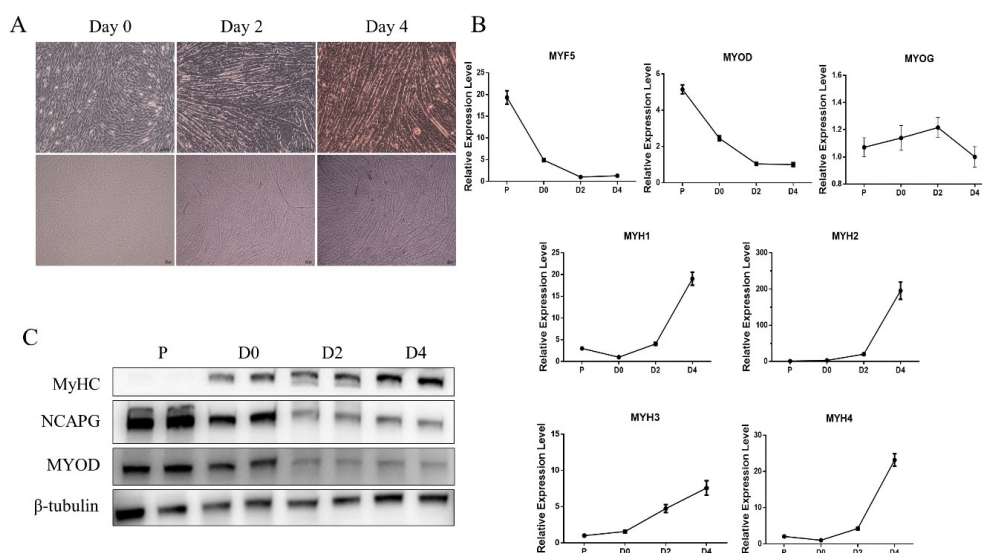 A
Day 0
Day 2
Day 4
B
MYF5
Relative Expression Level
25
20
15
10
5
0
P
D0
D2
D4
MYOD
Relative Expression Level
6
4
2
0
P
D0
D2
D4
MYOG
Relative Expression Level
1.4
1.2
1.0
0.8
P
D0
D2
D4
MYH1
Relative Expression Level
25
20
15
10
5
0
P
D0
D2
D4
MYH2
Relative Expression Level
300
200
100
0
P
D0
D2
D4
C
P
D0
D2
D4
MyHC
NCAPG
MYOD
β-tubulin
MYH3
Relative Expression Level
15
10
5
0
P
D0
D2
D4
MYH4
Relative Expression Level
30
20
10
0
P
D0
D2
D4